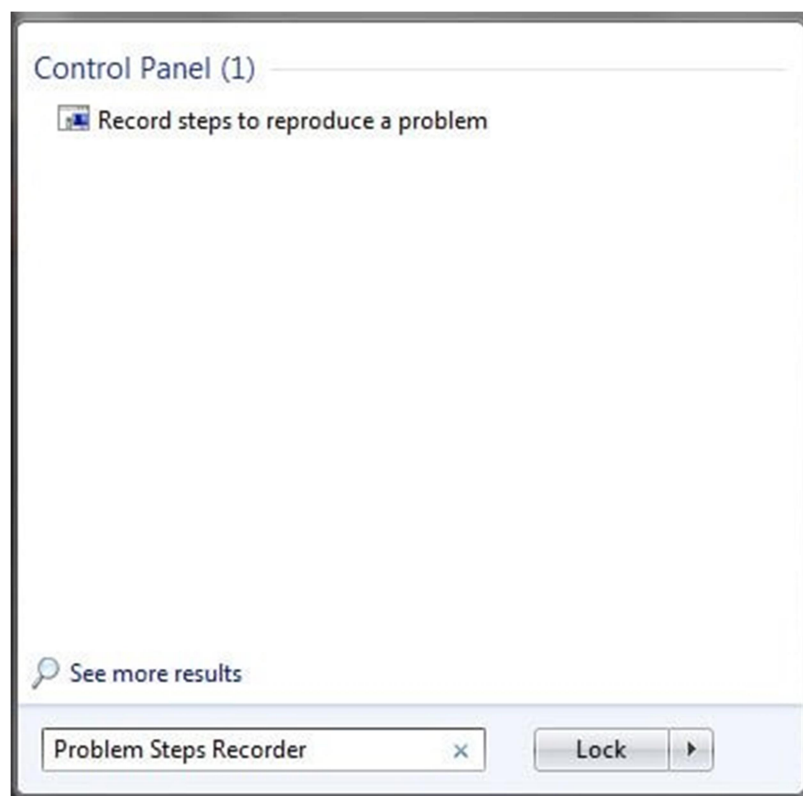 Control Panel (1)
Record steps to reproduce a problem
See more results
Problem Steps Recorder
Lock